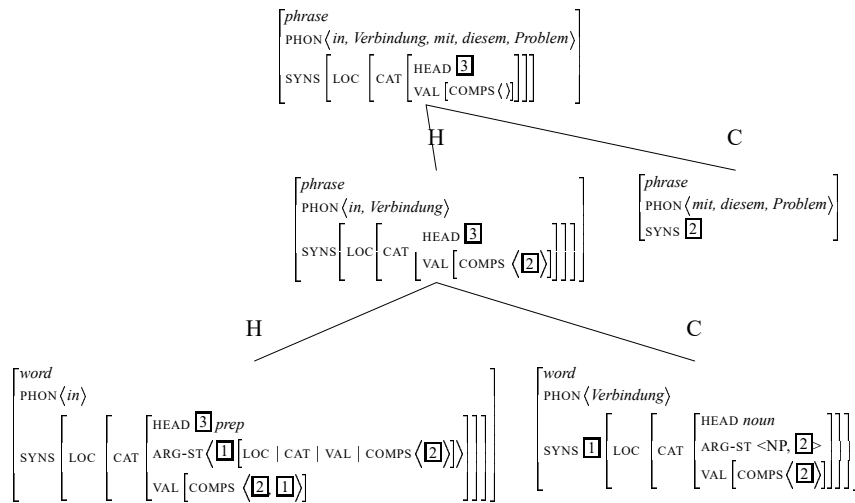 phrase
PHON ⟨in, Verbindung, mit, diesem, Problem⟩
SYNS [LOC [CAT [HEAD 3
VAL [COMPS ⟨⟩]]]]
H
C
phrase
PHON ⟨in, Verbindung⟩
SYNS [LOC [CAT [HEAD 3
VAL [COMPS ⟨2⟩]]]]
phrase
PHON ⟨mit, diesem, Problem⟩
SYNS 2
H
C
word
PHON ⟨in⟩
SYNS [LOC [CAT [HEAD 3 prep
ARG-ST ⟨1 [LOC | CAT | VAL | COMPS ⟨2⟩]⟩
VAL [COMPS ⟨2, 1⟩]]]]
word
PHON ⟨Verbindung⟩
SYNS 1 [LOC [CAT [HEAD noun
ARG-ST <NP, 2>
VAL [COMPS ⟨2⟩]]]].